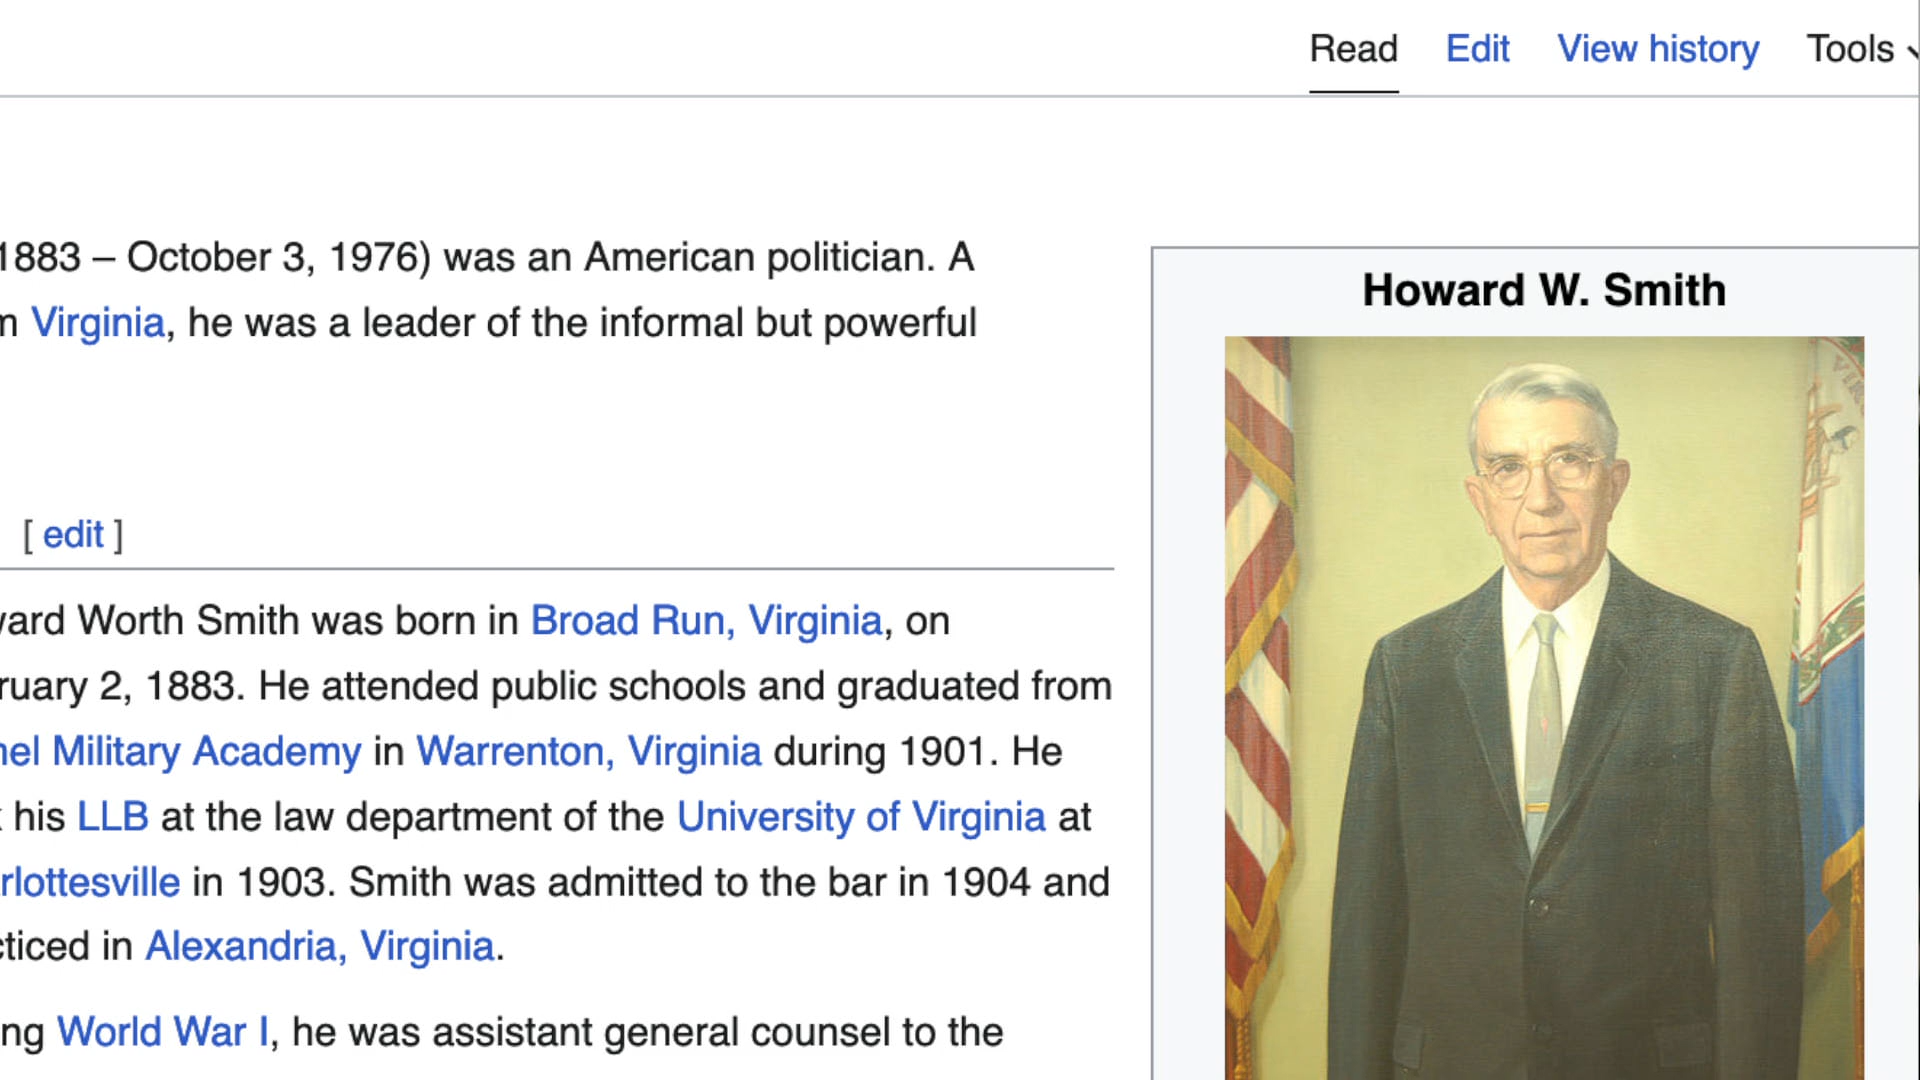 Read Edit View history Tools
1883 – October 3, 1976) was an American politician. A
m Virginia, he was a leader of the informal but powerful
[ edit ]
ward Worth Smith was born in Broad Run, Virginia, on
ruary 2, 1883. He attended public schools and graduated from
nel Military Academy in Warrenton, Virginia during 1901. He
his LLB at the law department of the University of Virginia at
rlottesville in 1903. Smith was admitted to the bar in 1904 and
cticed in Alexandria, Virginia.
ng World War I, he was assistant general counsel to the
Howard W. Smith